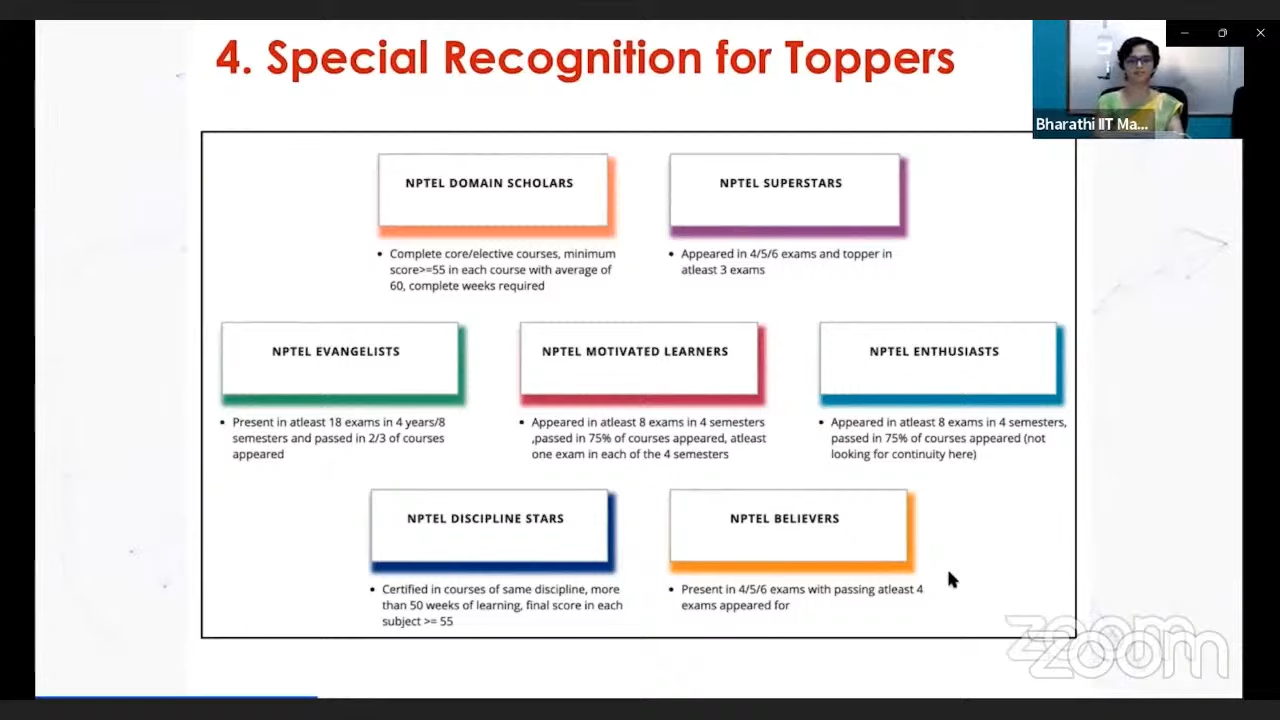 4. Special Recognition for Toppers
Bharathi IIT Ma...
NPTEL DOMAIN SCHOLARS
• Complete core/elective courses, minimum
score>=55 in each course with average of
60, complete weeks required
NPTEL SUPERSTARS
• Appeared in 4/5/6 exams and topper in
atleast 3 exams
NPTEL EVANGELISTS
• Present in atleast 18 exams in 4 years/8
semesters and passed in 2/3 of courses
appeared
NPTEL MOTIVATED LEARNERS
• Appeared in atleast 8 exams in 4 semesters
,passed in 75% of courses appeared, atleast
one exam in each of the 4 semesters
NPTEL ENTHUSIASTS
• Appeared in atleast 8 exams in 4 semesters,
passed in 75% of courses appeared (not
looking for continuity here)
NPTEL DISCIPLINE STARS
• Certified in courses of same discipline, more
than 50 weeks of learning, final score in each
subject >= 55
NPTEL BELIEVERS
• Present in 4/5/6 exams with passing atleast 4
exams appeared for
zoom
zoom